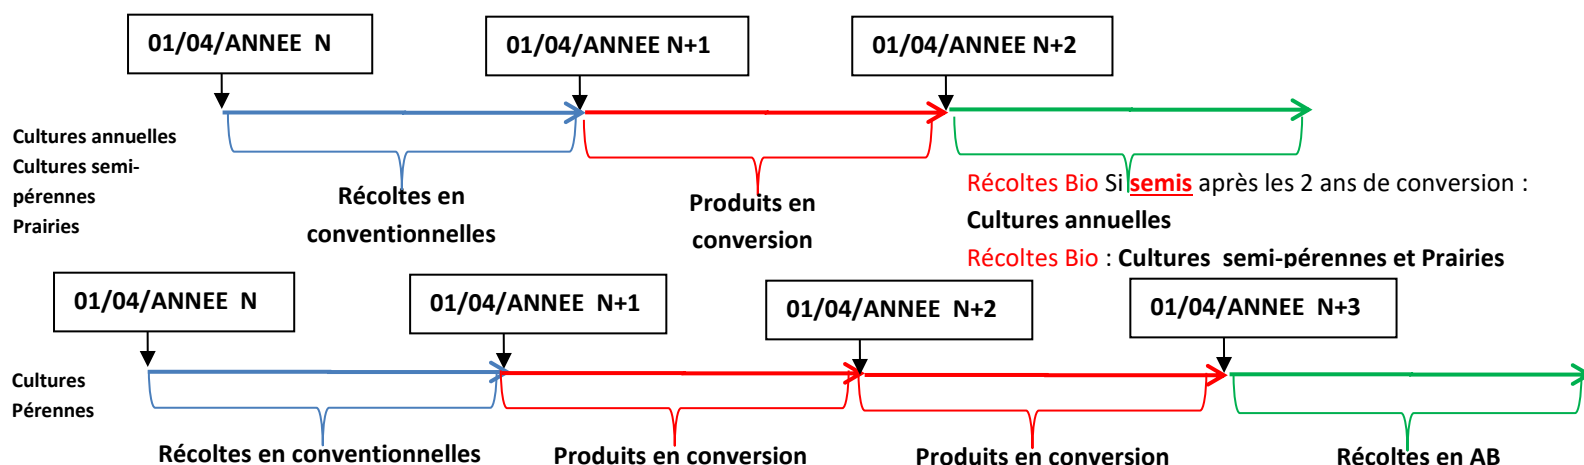 01/04/ANNEE N
01/04/ANNEE N+1
01/04/ANNEE N+2
Cultures annuelles
Cultures semi-
pérennes
Prairies
Récoltes en
conventionnelles
Produits en
conversion
Récoltes Bio Si semis après les 2 ans de conversion :
Cultures annuelles
Récoltes Bio : Cultures semi-pérennes et Prairies
01/04/ANNEE N
01/04/ANNEE N+1
01/04/ANNEE N+2
01/04/ANNEE N+3
Cultures
Pérennes
Récoltes en conventionnelles
Produits en conversion
Produits en conversion
Récoltes en AB